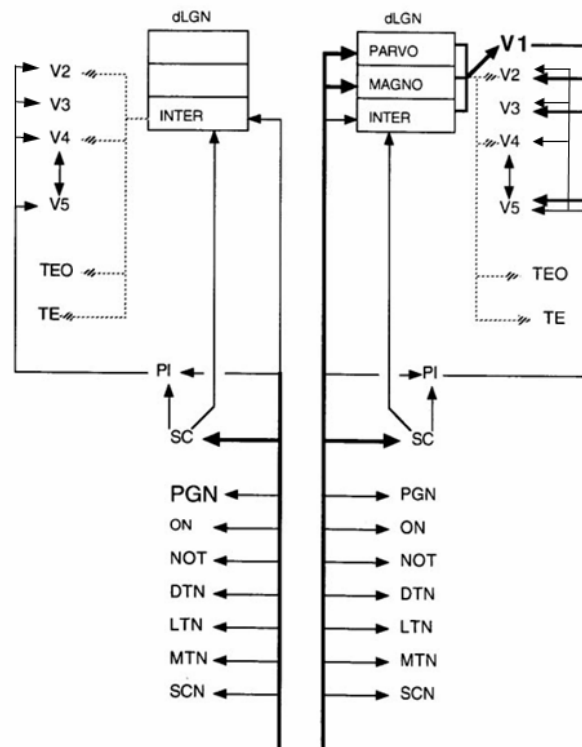 dLGN
INTER
V2
V3
V4
V5
TEO
TE
PI
SC
PGN
ON
NOT
DTN
LTN
MTN
SCN
dLGN
PARVO
MAGNO
INTER
V1
V2
V3
V4
V5
TEO
TE
PI
SC
PGN
ON
NOT
DTN
LTN
MTN
SCN